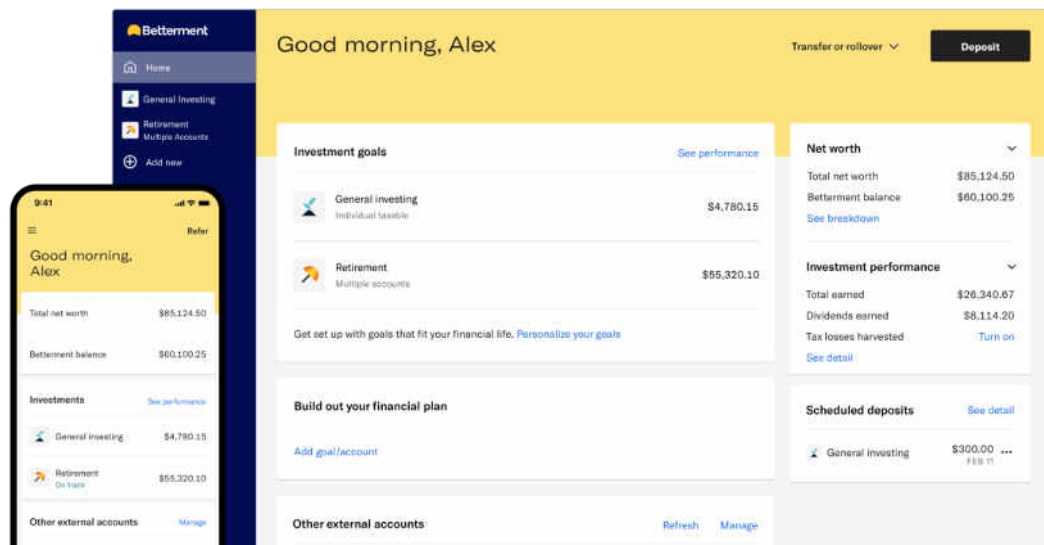 Betterment
Home
General Investing
Retirement
Multiple Accounts
Add new
Good morning, Alex
Transfer or rollover
Deposit
Investment goals
See performance
General investing
Individual taxable
$4,780.15
Retirement
Multiple accounts
$55,320.10
Get set up with goals that fit your financial life. Personalize your goals
Build out your financial plan
Add goal/account
Other external accounts
Refresh
Manage
Net worth
Total net worth
$85,124.50
Betterment balance
$60,100.25
See breakdown
Investment performance
Total earned
$26,340.67
Dividends earned
$8,114.20
Tax losses harvested
Turn on
See detail
Scheduled deposits
See detail
General investing
$300.00
FEB 11
9:41
Refer
Good morning,
Alex
Total net worth
$85,124.50
Betterment balance
$60,100.25
Investments
See performance
General investing
$4,780.15
Retirement
On track
$55,320.10
Other external accounts
Manage